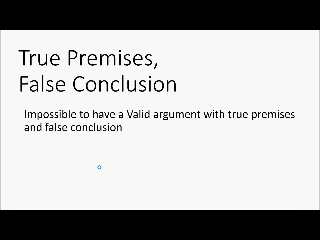 True Premises,
False Conclusion
Impossible to have a Valid argument with true premises
and false conclusion